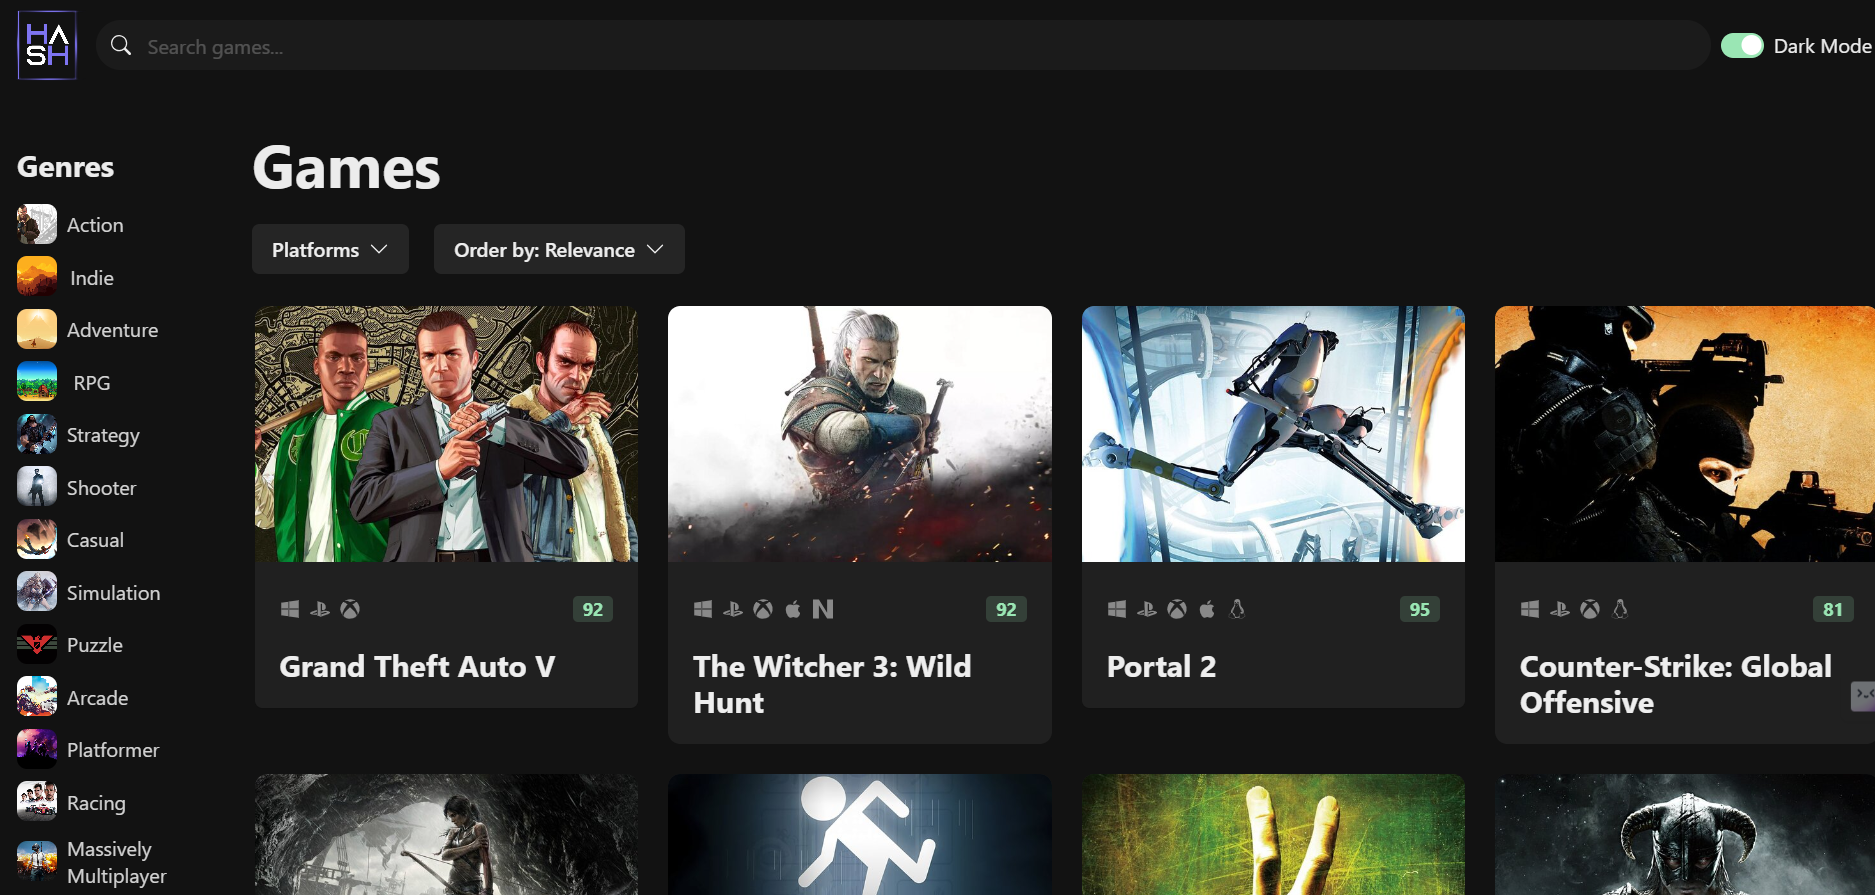 HA
SH
Search games...
Dark Mode
Genres
Action
Indie
Adventure
RPG
Strategy
Shooter
Casual
Simulation
Puzzle
Arcade
Platformer
Racing
Massively
Multiplayer
Games
Platforms
Order by: Relevance
92
Grand Theft Auto V
92
The Witcher 3: Wild
Hunt
95
Portal 2
81
Counter-Strike: Global
Offensive